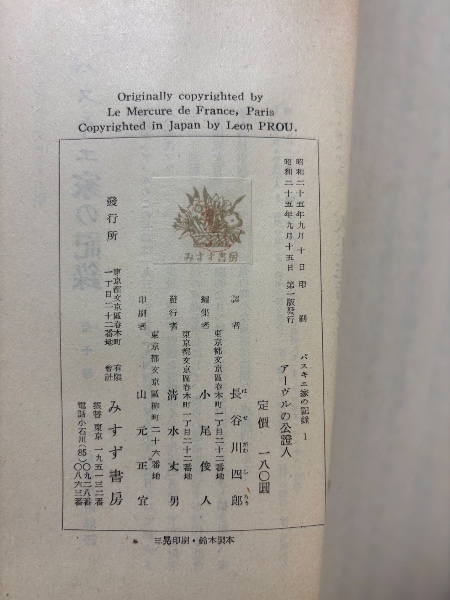 Originally copyrighted by
Le Mercure de France, Paris
Copyrighted in Japan by Leon PROU.
昭和二十五年九月十日 印刷
昭和二十五年九月十五日 第一版發行
パスキエ家の記録 1
アーヴルの公證人
定價 一八〇圓
みすず書房
譯者 長谷川四郎
はせがわしろう
東京都文京區春木町一丁目二十二番地
編集者 小尾俊人
東京都文京區春木町一丁目二十二番地
發行者 清水丈男
東京都文京區柳町二十六番地
印刷者 山元正宜
發行所
東京都文京區春木町
一丁目二十二番地
有限會社 みすず書房
振替 東京 一九五一三二番
電話小石川(85)〇九二八番
〇八六三番
三晃印刷・鈴木製本